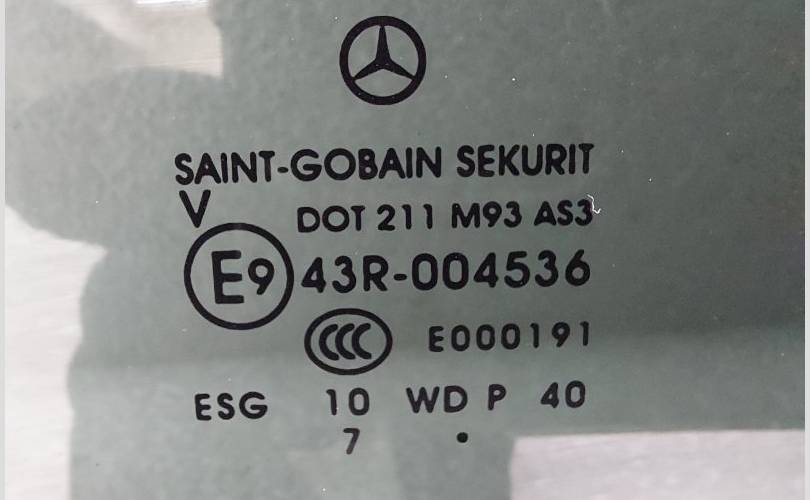 SAINT-GOBAIN SEKURIT
V DOT 211 M93 AS3
E9 43R-004536
CCC E000191
ESG 10 WD P 40
7 .